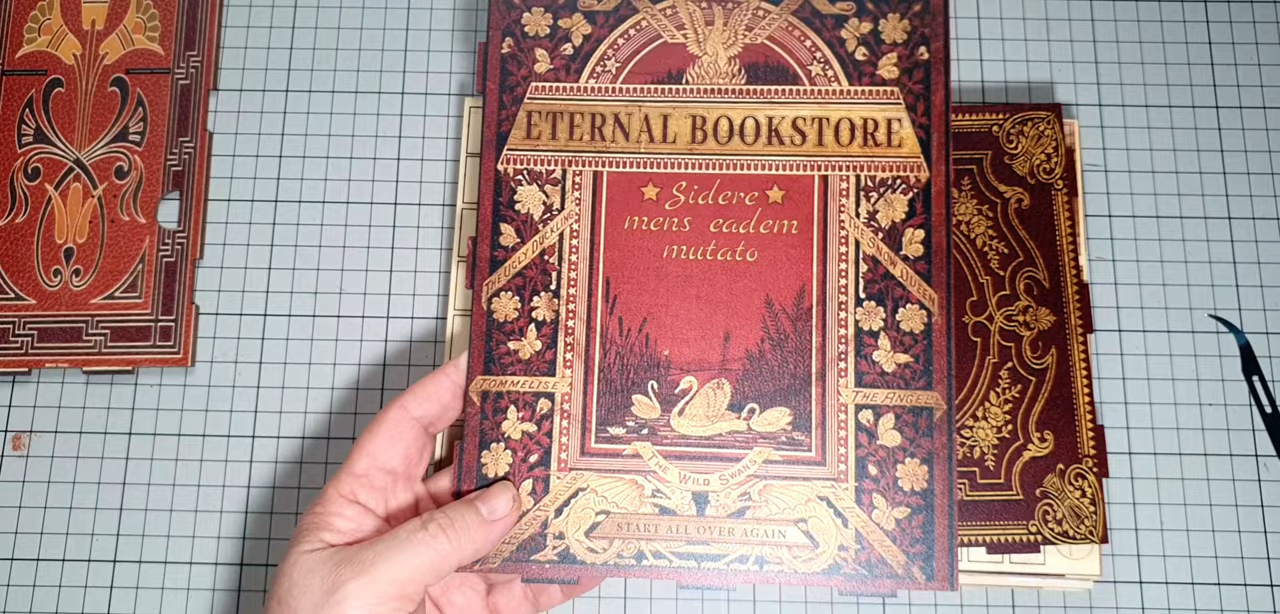 ETERNAL BOOKSTORE
Sidere
mens eadem
mutato
THE UGLY DUCKLING
THE SNOW QUEEN
TOMMELISE
THE ANGEL
THE WILD SWANS
START ALL OVER AGAIN